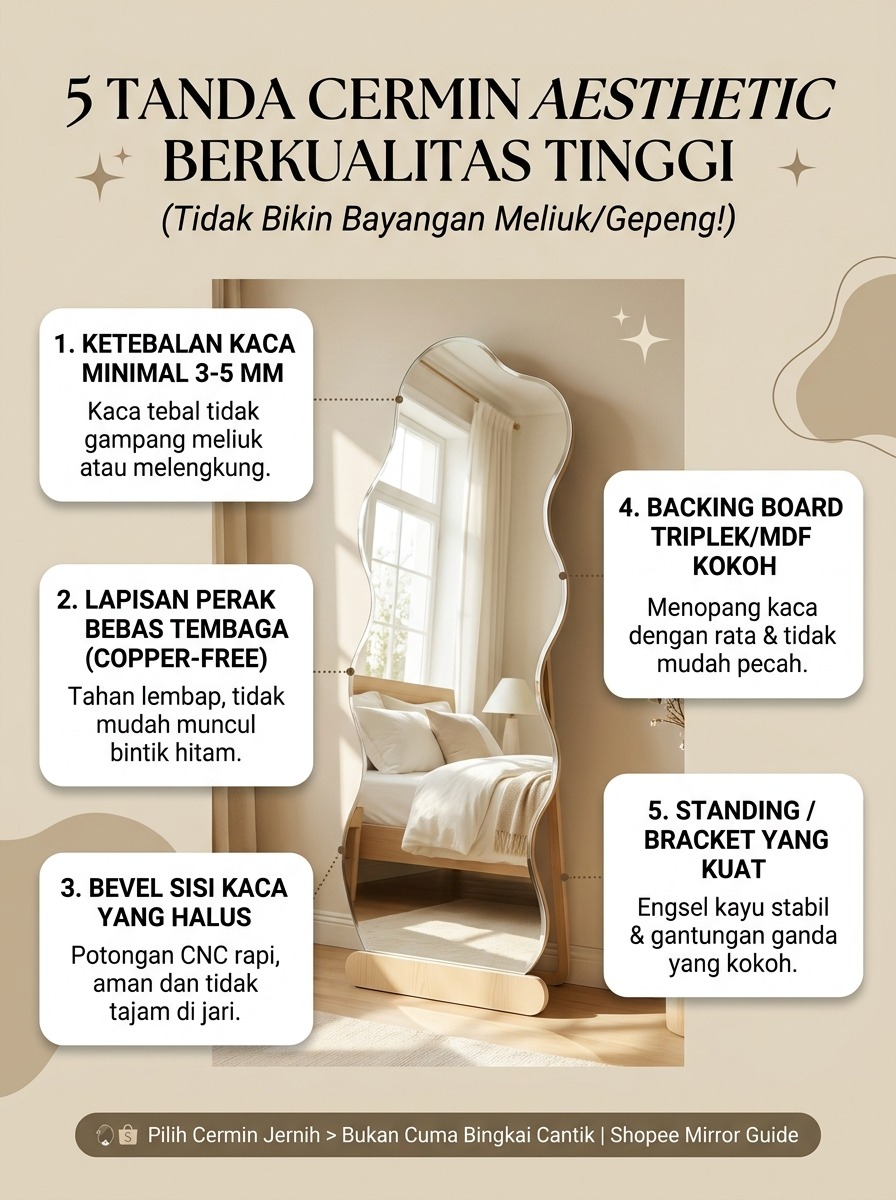 5 TANDA CERMIN AESTHETIC
BERKUALITAS TINGGI
(Tidak Bikin Bayangan Meliuk/Gepeng!)
1. KETEBALAN KACA
MINIMAL 3-5 MM
Kaca tebal tidak
gampang meliuk
atau melengkung.
2. LAPISAN PERAK
BEBAS TEMBAGA
(COPPER-FREE)
Tahan lembap, tidak
mudah muncul
bintik hitam.
3. BEVEL SISI KACA
YANG HALUS
Potongan CNC rapi,
aman dan tidak
tajam di jari.
4. BACKING BOARD
TRIPLEK/MDF
KOKOH
Menopang kaca
dengan rata & tidak
mudah pecah.
5. STANDING /
BRACKET YANG
KUAT
Engsel kayu stabil
& gantungan ganda
yang kokoh.
S
Pilih Cermin Jernih > Bukan Cuma Bingkai Cantik | Shopee Mirror Guide